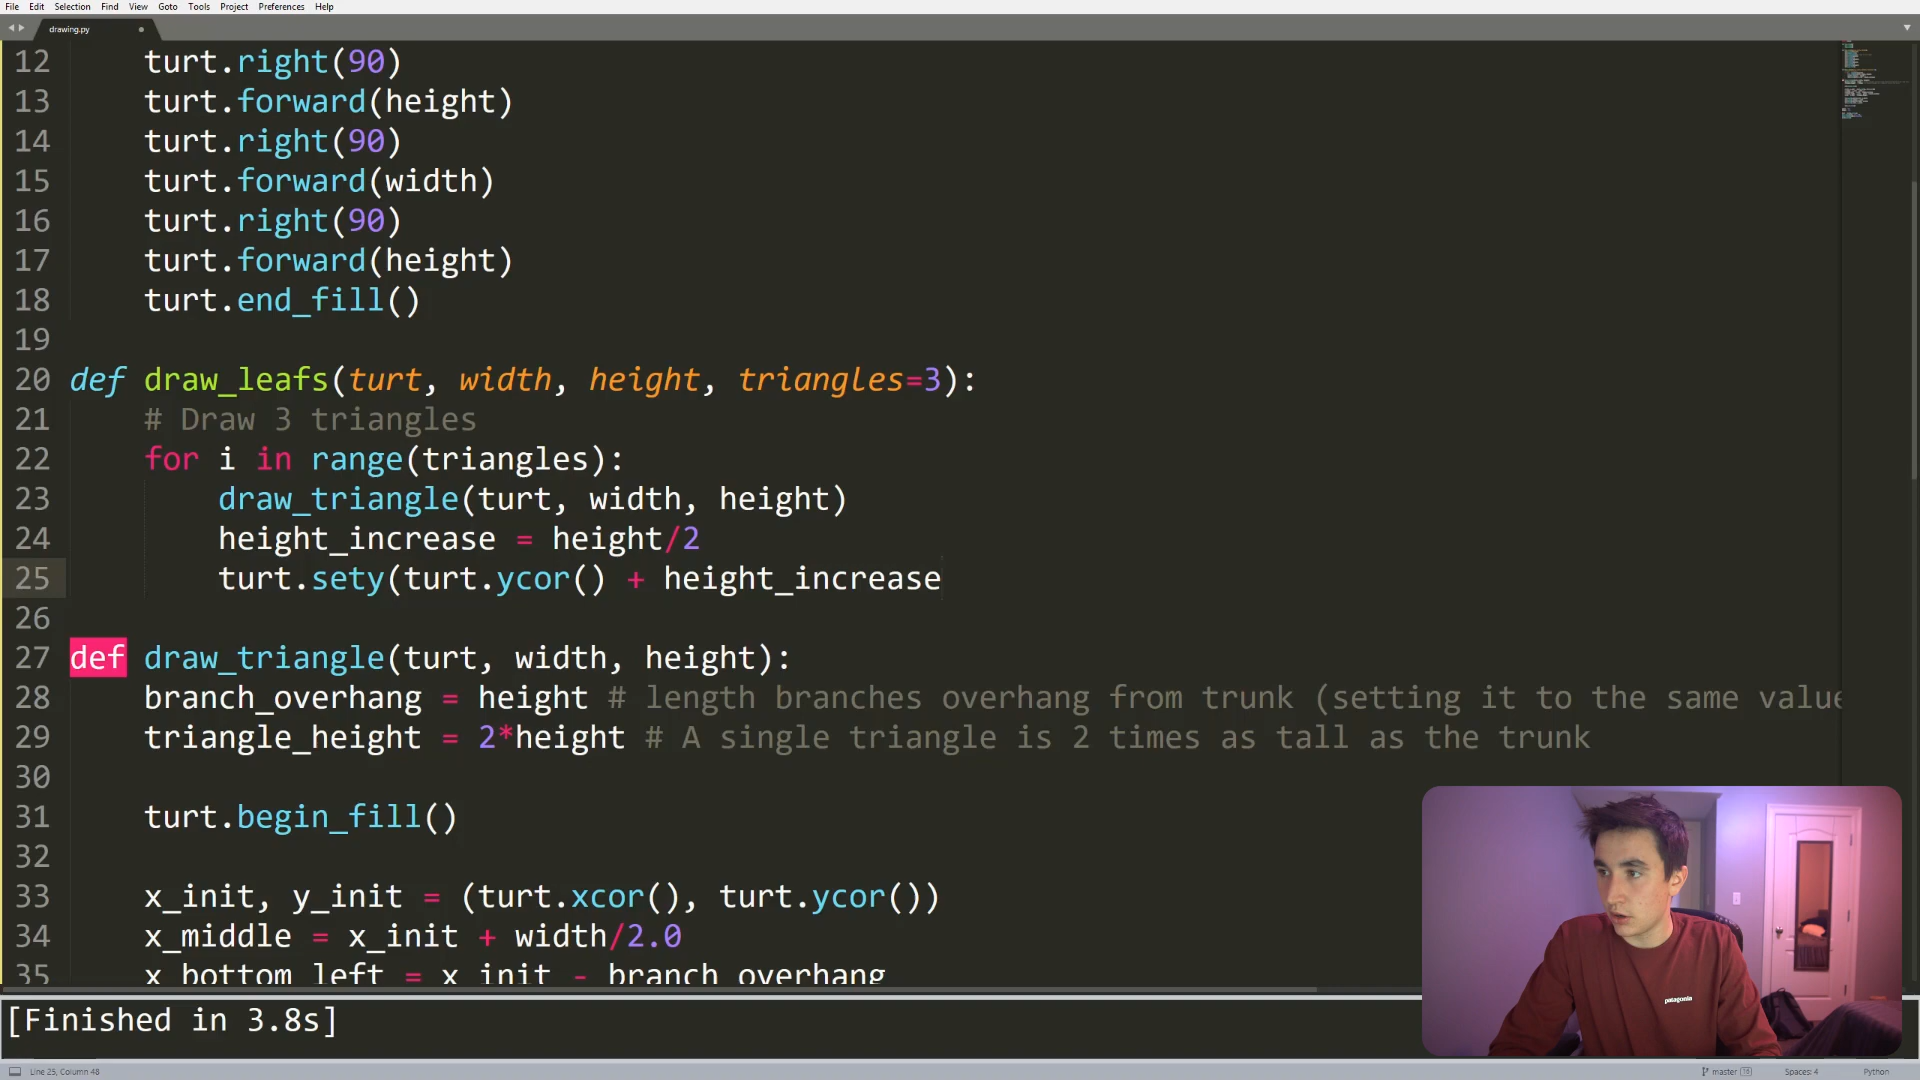 File Edit Selection Find View Goto Tools Project Preferences Help
drawing.py
12 turt.right(90)
13 turt.forward(height)
14 turt.right(90)
15 turt.forward(width)
16 turt.right(90)
17 turt.forward(height)
18 turt.end_fill()
19
20 def draw_leafs(turt, width, height, triangles=3):
21 # Draw 3 triangles
22 for i in range(triangles):
23 draw_triangle(turt, width, height)
24 height_increase = height/2
25 turt.sety(turt.ycor() + height_increase
26
27 def draw_triangle(turt, width, height):
28 branch_overhang = height # length branches overhang from trunk (setting it to the same value
29 triangle_height = 2*height # A single triangle is 2 times as tall as the trunk
30
31 turt.begin_fill()
32
33 x_init, y_init = (turt.xcor(), turt.ycor())
34 x_middle = x_init + width/2.0
35 x_bottom_left = x_init - branch_overhang
patagonia
[Finished in 3.8s]
Line 25, Column 48
master
Spaces: 4
Python